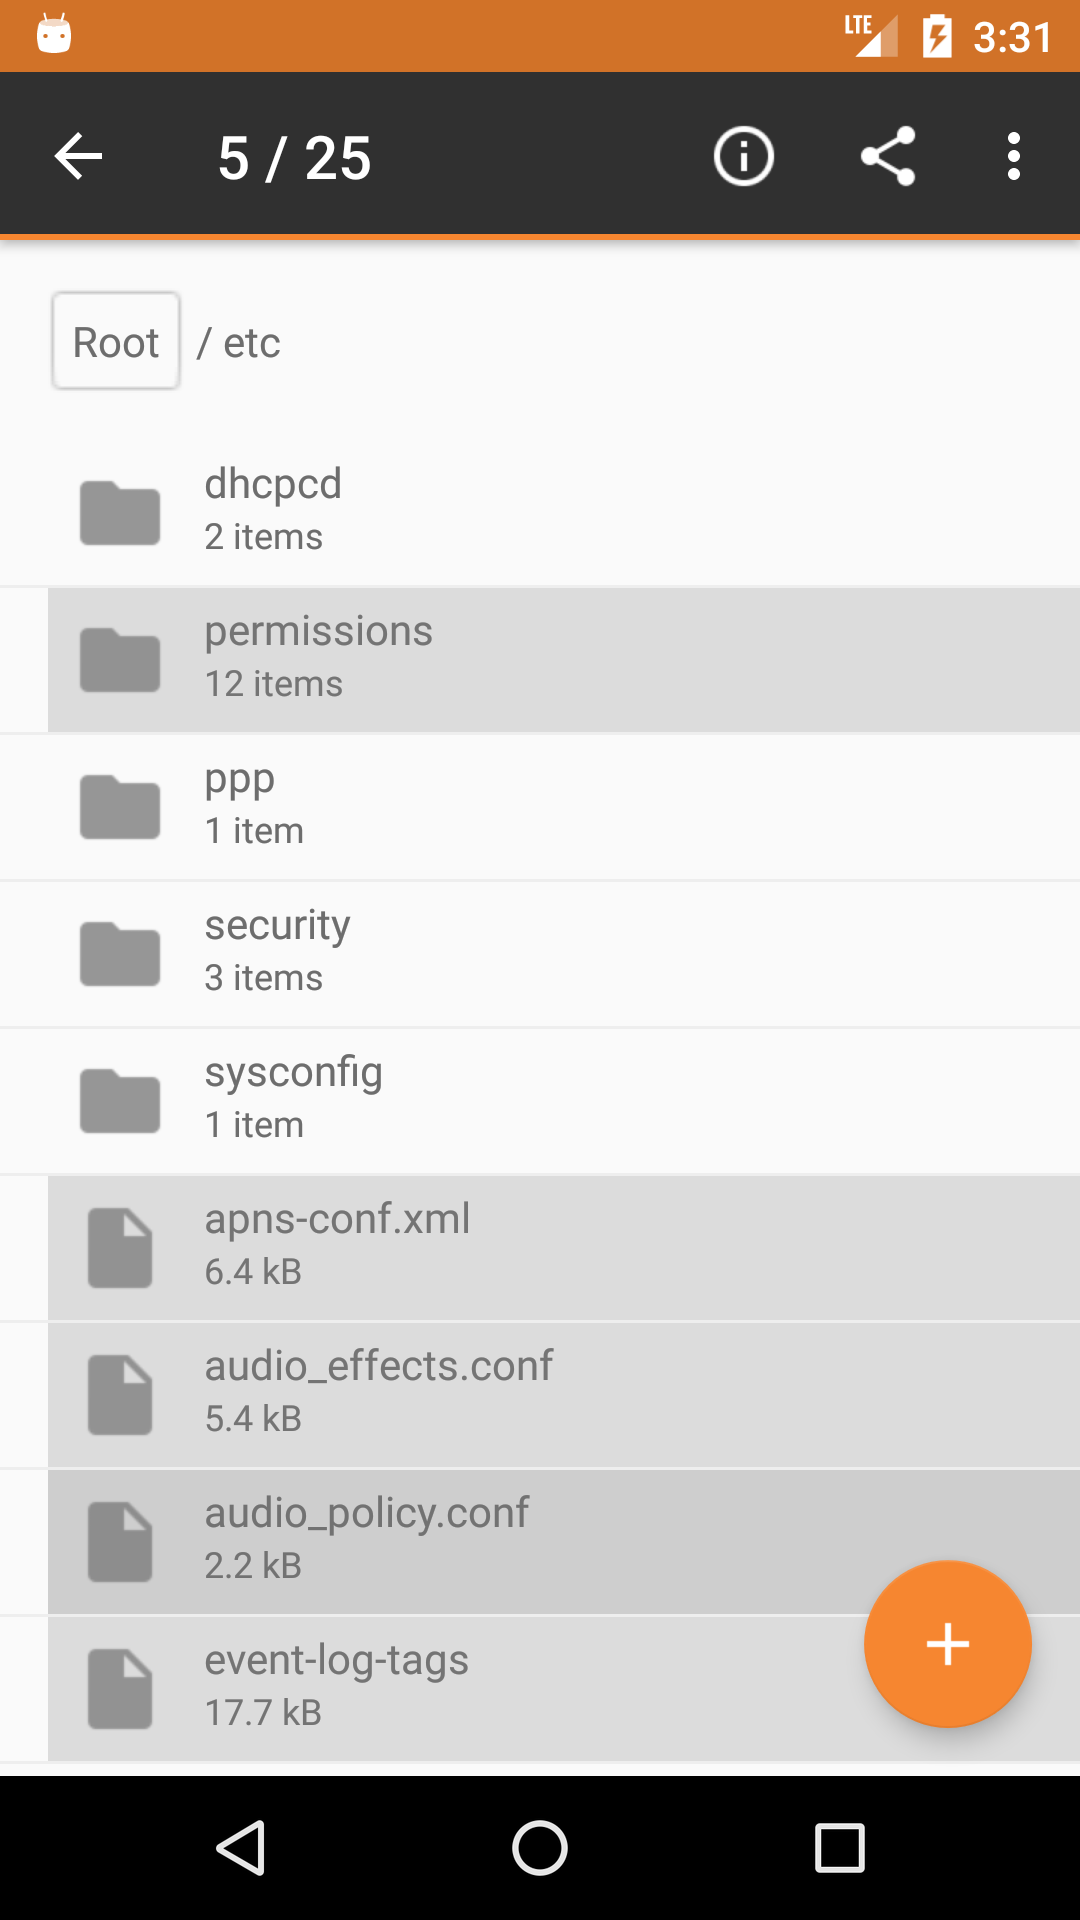 LTE 3:31
5 / 25
Root / etc
dhcpcd
2 items
permissions
12 items
ppp
1 item
security
3 items
sysconfig
1 item
apns-conf.xml
6.4 kB
audio_effects.conf
5.4 kB
audio_policy.conf
2.2 kB
event-log-tags
17.7 kB